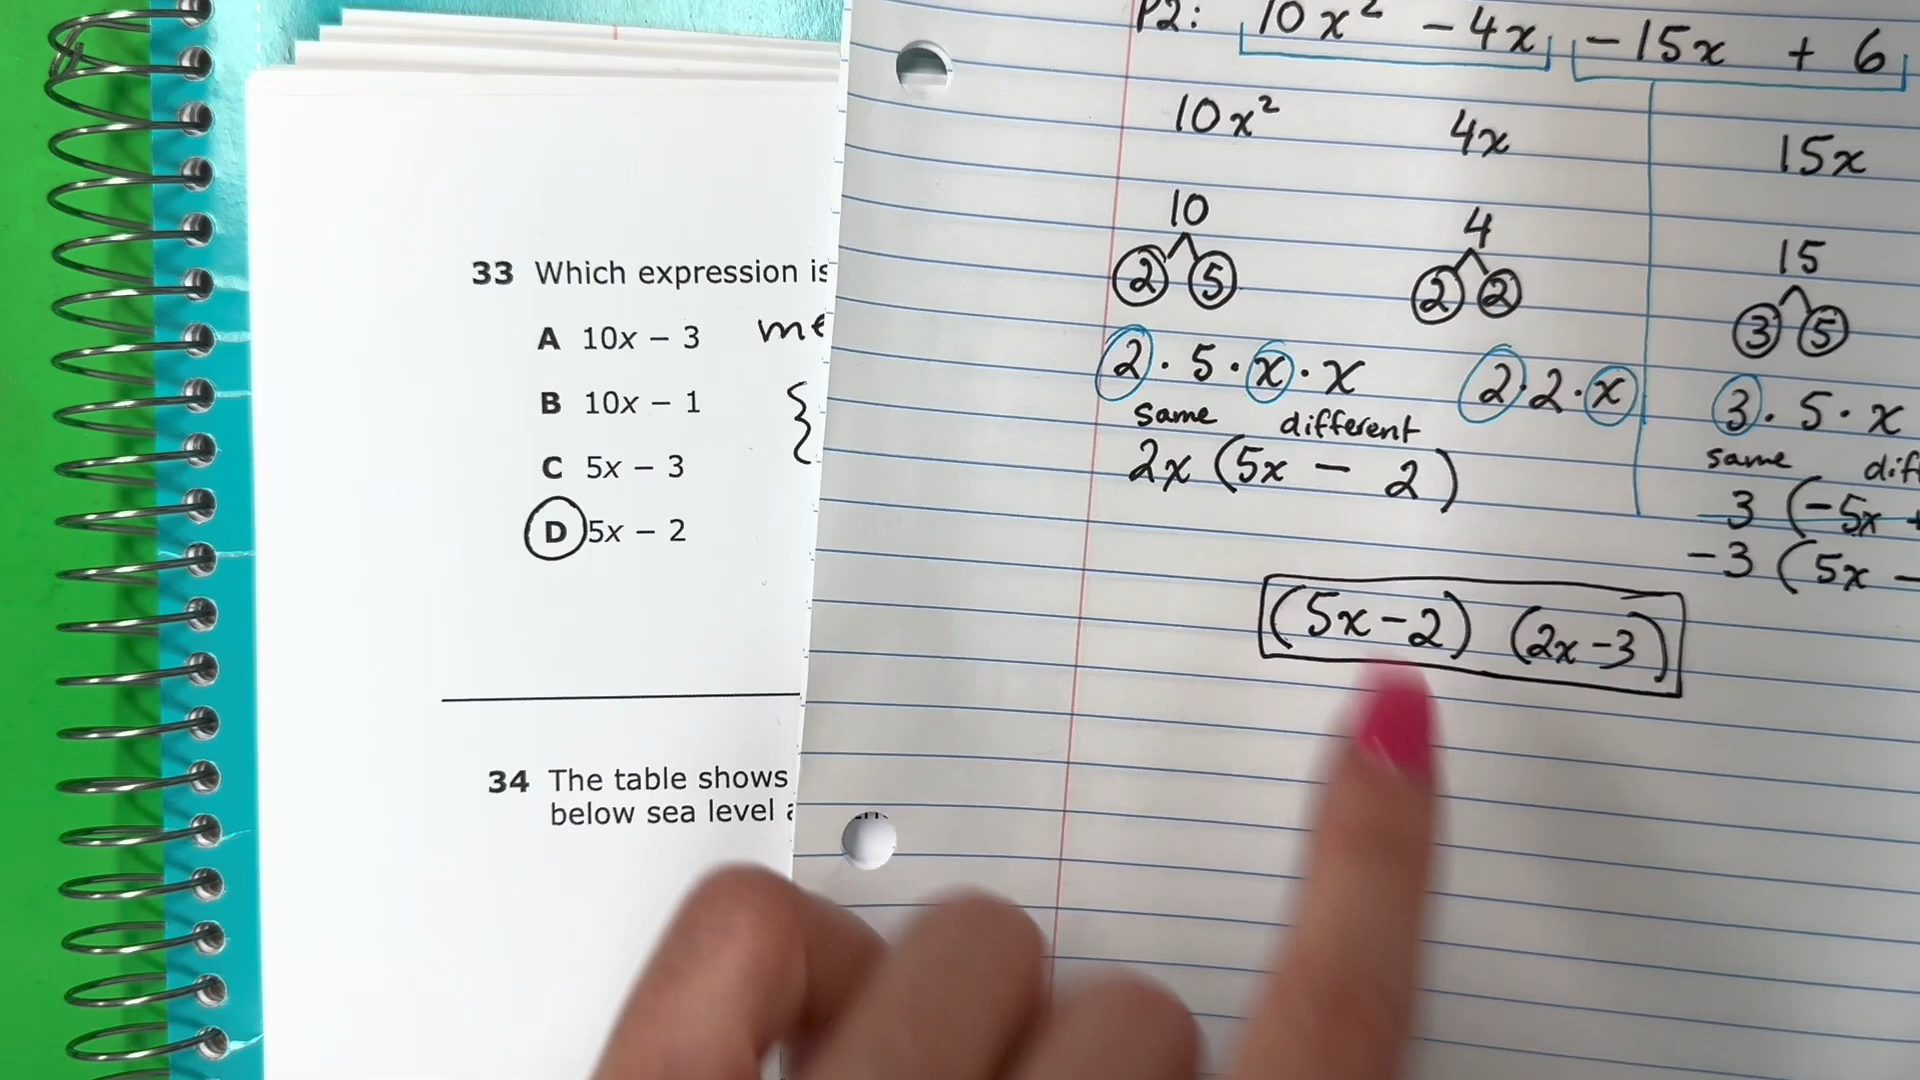 33 Which expression is
A 10x − 3
B 10x − 1
C 5x − 3
D 5x − 2
34 The table shows
below sea level
P2: 10x² − 4x − 15x + 6
10x² 4x 15x
10 4 15
2 5 2 2 3 5
2 · 5 · x · x 2 · 2 · x 3 · 5 · x
same different same
2x (5x − 2) 3 (−5x +
−3 (5x −
(5x − 2) (2x − 3)